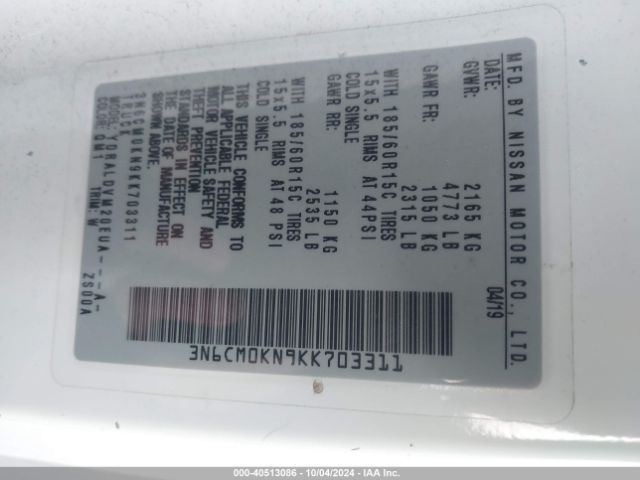 MFD. BY NISSAN MOTOR CO., LTD.
04/19
GVWR: 2165 KG
4773 LB
GAWR FR: 1050 KG
2315 LB
WITH 185/60R15C TIRES
15x5.5 RIMS AT 44PSI
COLD SINGLE
GAWR RR: 1150 KG
2535 LB
WITH 185/60R15C TIRES
15x5.5 RIMS AT 48 PSI
COLD SINGLE
THIS VEHICLE CONFORMS TO
ALL APPLICABLE FEDERAL
MOTOR VEHICLE SAFETY AND
THEFT PREVENTION
STANDARDS IN EFFECT ON
THE DATE OF MANUFACTURE
SHOWN ABOVE.
3N6CM0KN9KK703311
TRUCK
MODEL: YDRALDVM20EUA---A-
COLOR: QM1 TRIM: W ZS00A
3N6CM0KN9KK703311
000-40513086 - 10/04/2024 - IAA Inc.